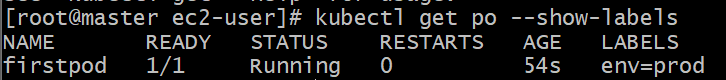 [root@master ec2-user]# kubectl get po --show-labels
NAME READY STATUS RESTARTS AGE LABELS
firstpod 1/1 Running 0 54s env=prod